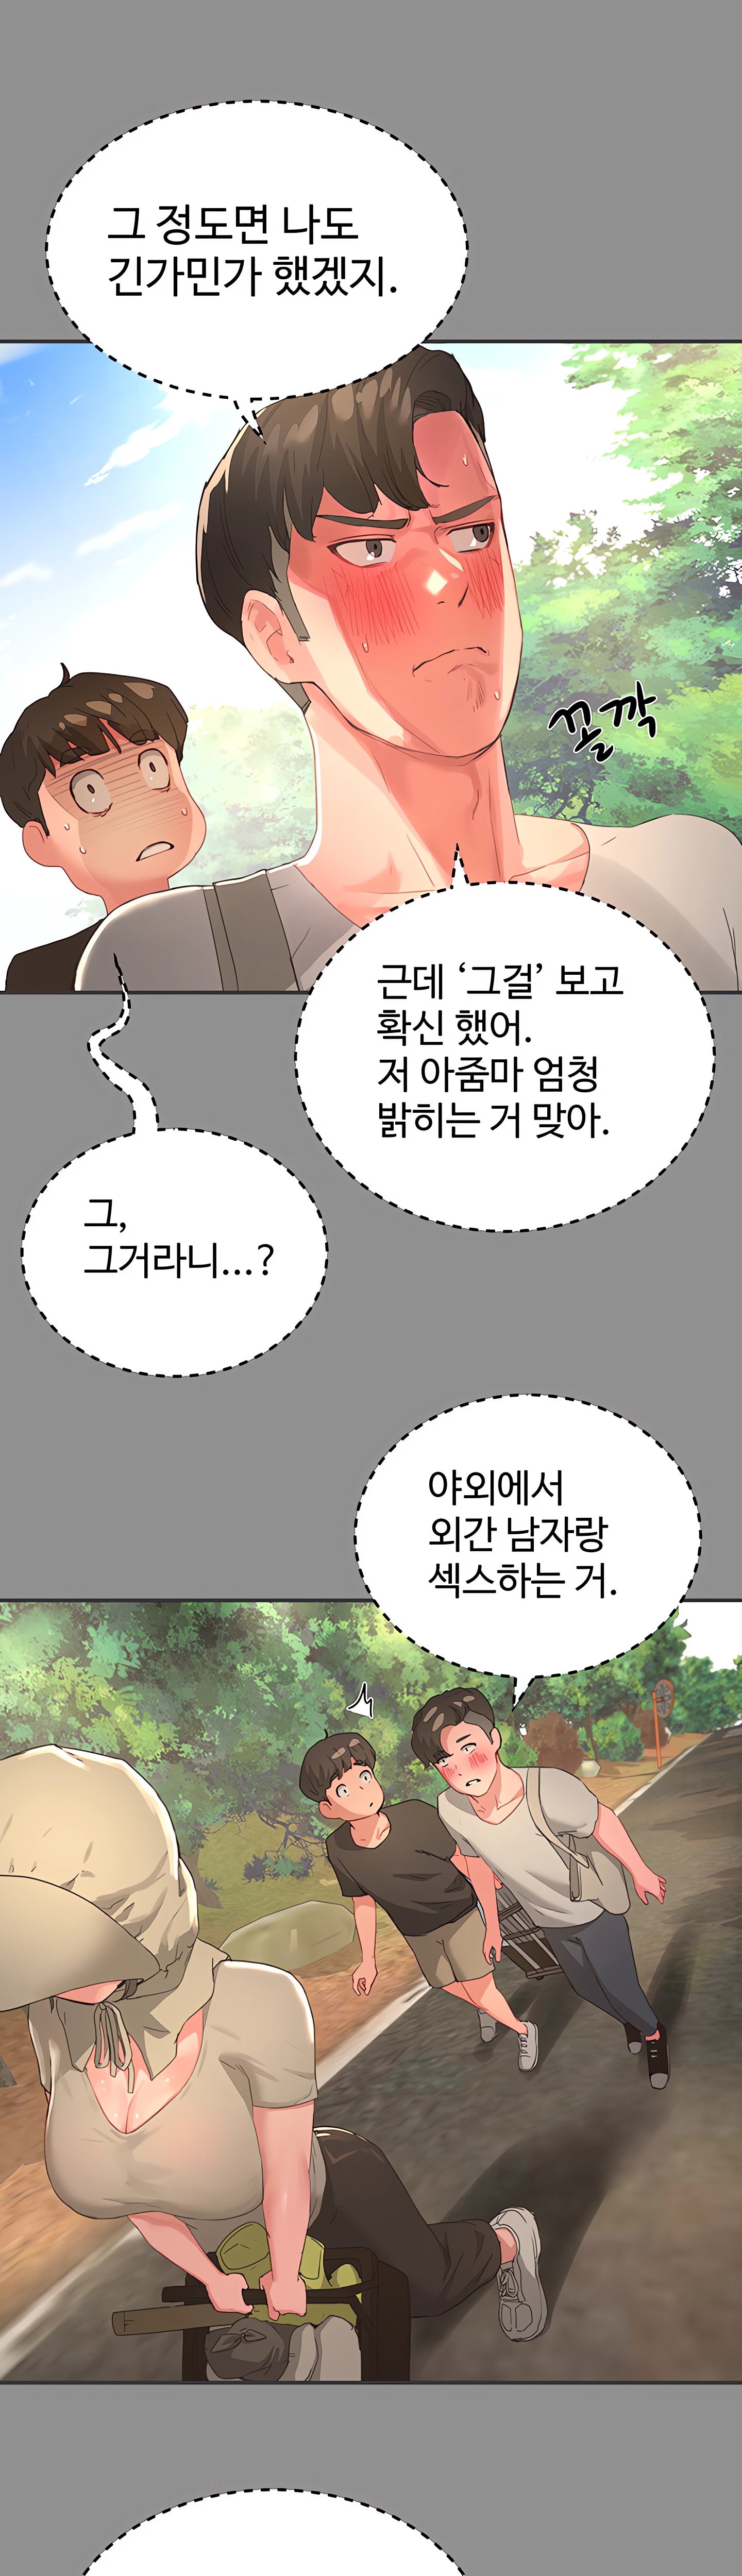 그 정도면 나도
긴가민가 했겠지.
꼴깍
근데 ‘그걸’ 보고
확신 했어.
저 아줌마 엄청
밝히는 거 맞아.
그,
그거라니...?
야외에서
외간 남자랑
섹스하는 거.